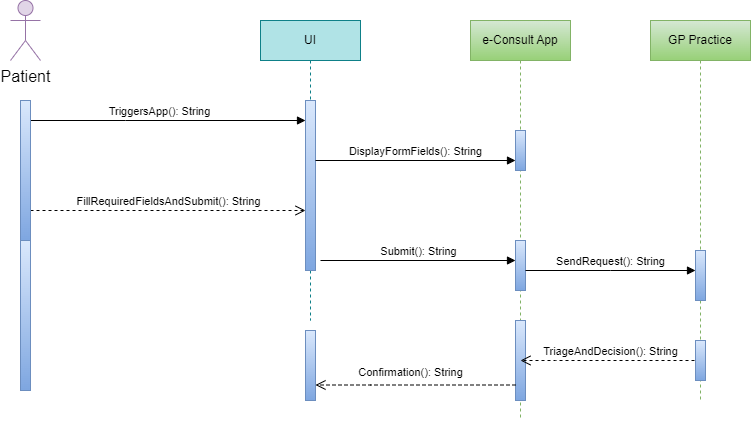 UI
e-Consult App
GP Practice
Patient
TriggersApp(): String
DisplayFormFields(): String
FillRequiredFieldsAndSubmit(): String
Submit(): String
SendRequest(): String
TriageAndDecision(): String
Confirmation(): String